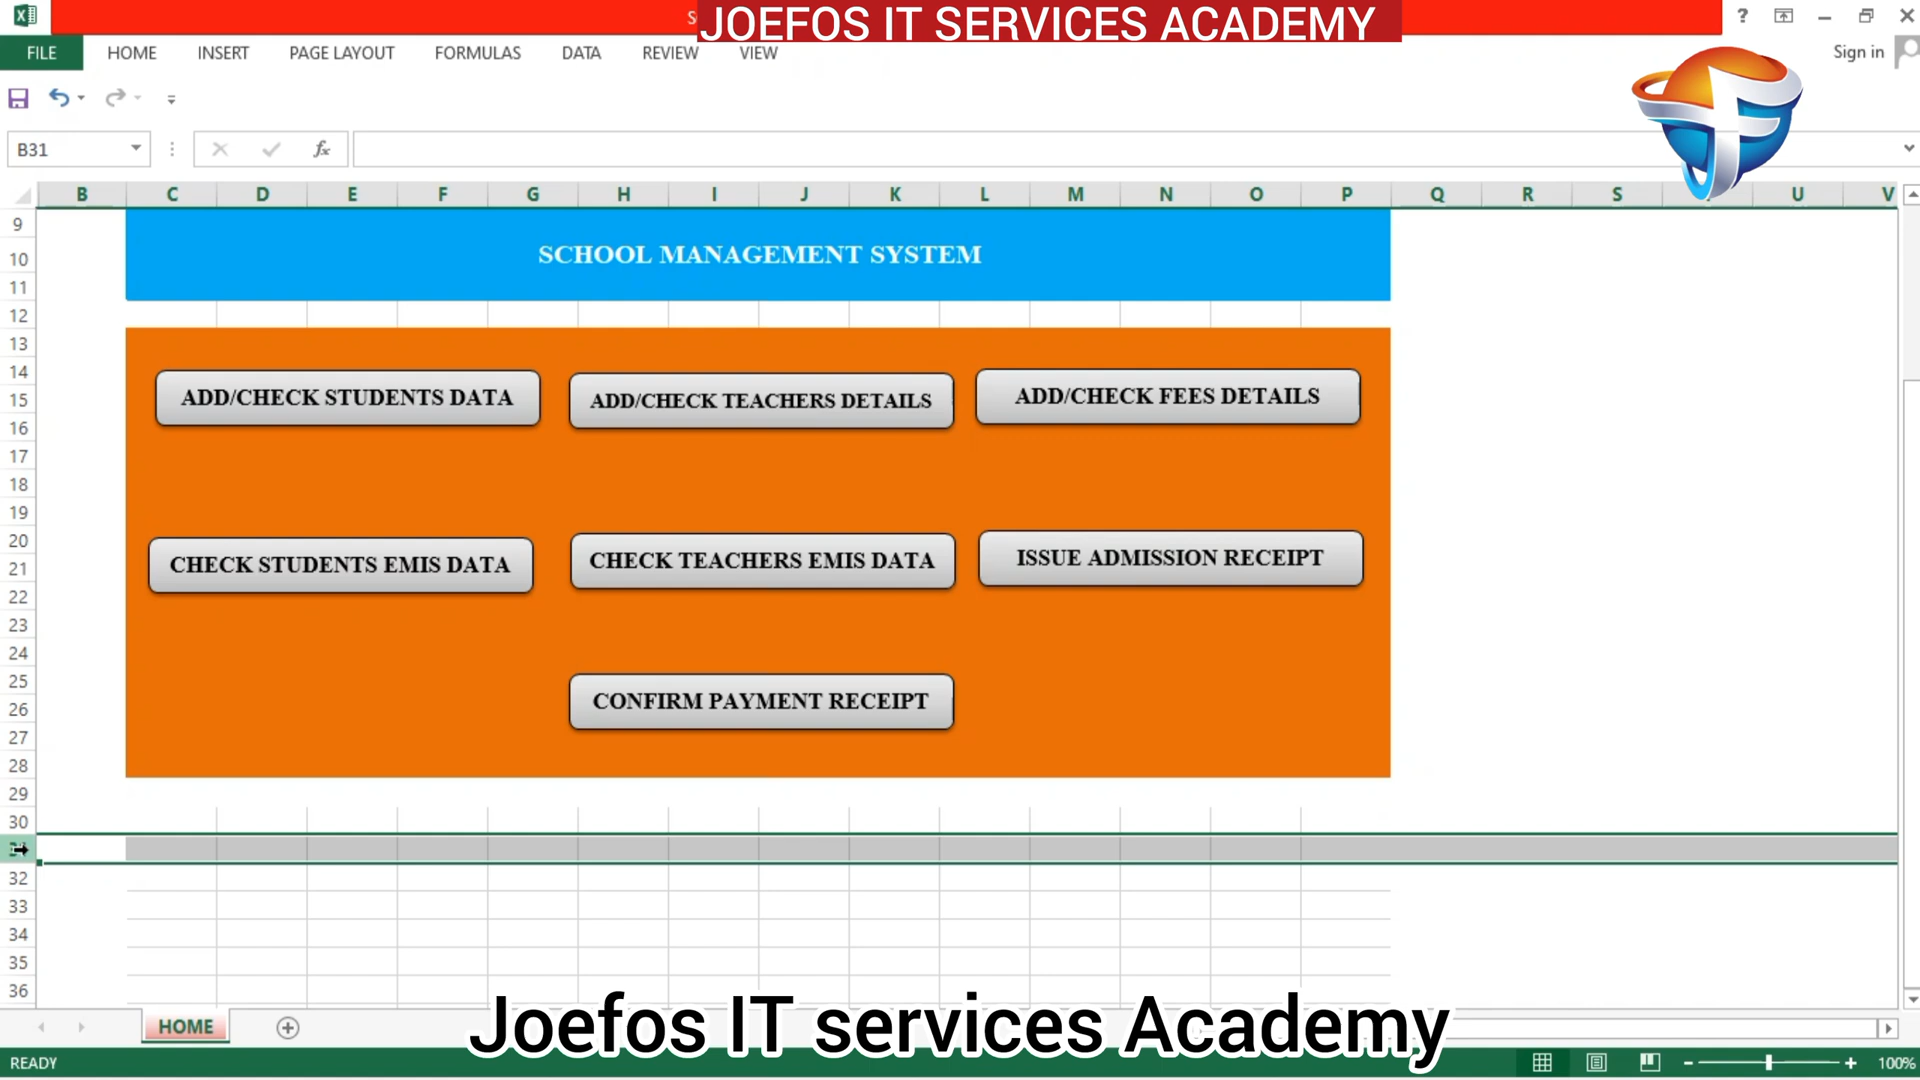 JOEFOS IT SERVICES ACADEMY
?
FILE HOME INSERT PAGE LAYOUT FORMULAS DATA REVIEW VIEW
Sign in
B31
fx
B C D E F G H I J K L M N O P Q R S U V
9
SCHOOL MANAGEMENT SYSTEM
10
11
12
13
14
ADD/CHECK STUDENTS DATA ADD/CHECK TEACHERS DETAILS ADD/CHECK FEES DETAILS
15
16
17
18
19
20
CHECK STUDENTS EMIS DATA CHECK TEACHERS EMIS DATA ISSUE ADMISSION RECEIPT
21
22
23
24
25
CONFIRM PAYMENT RECEIPT
26
27
28
29
30
32
33
34
35
36
HOME
Joefos IT services Academy
READY
100%